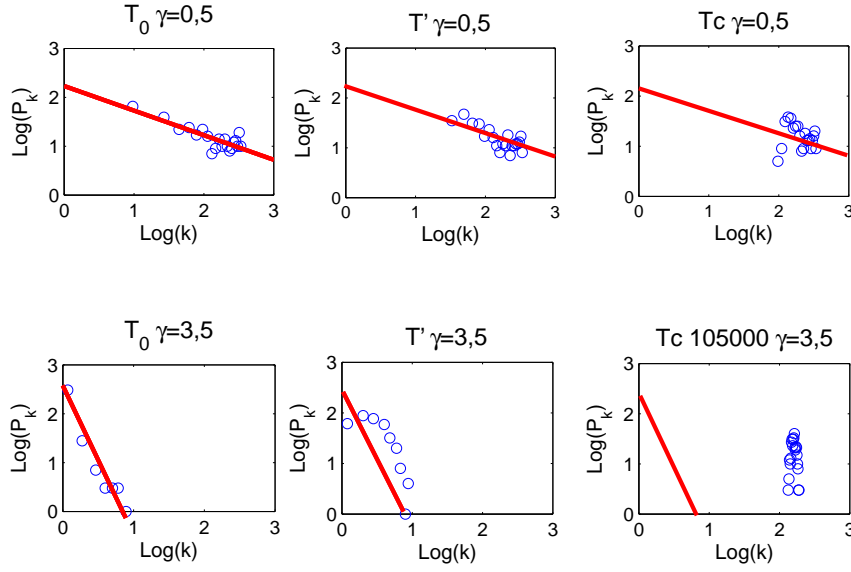 T0 γ=0,5
T' γ=0,5
Tc γ=0,5
Log(Pk)
3
2
1
0
0 1 2 3
Log(k)
Log(Pk)
3
2
1
0
0 1 2 3
Log(k)
Log(Pk)
3
2
1
0
0 1 2 3
Log(k)
T0 γ=3,5
T' γ=3,5
Tc 105000 γ=3,5
Log(Pk)
3
2
1
0
0 1 2 3
Log(k)
Log(Pk)
3
2
1
0
0 1 2 3
Log(k)
Log(Pk)
3
2
1
0
0 1 2 3
Log(k)